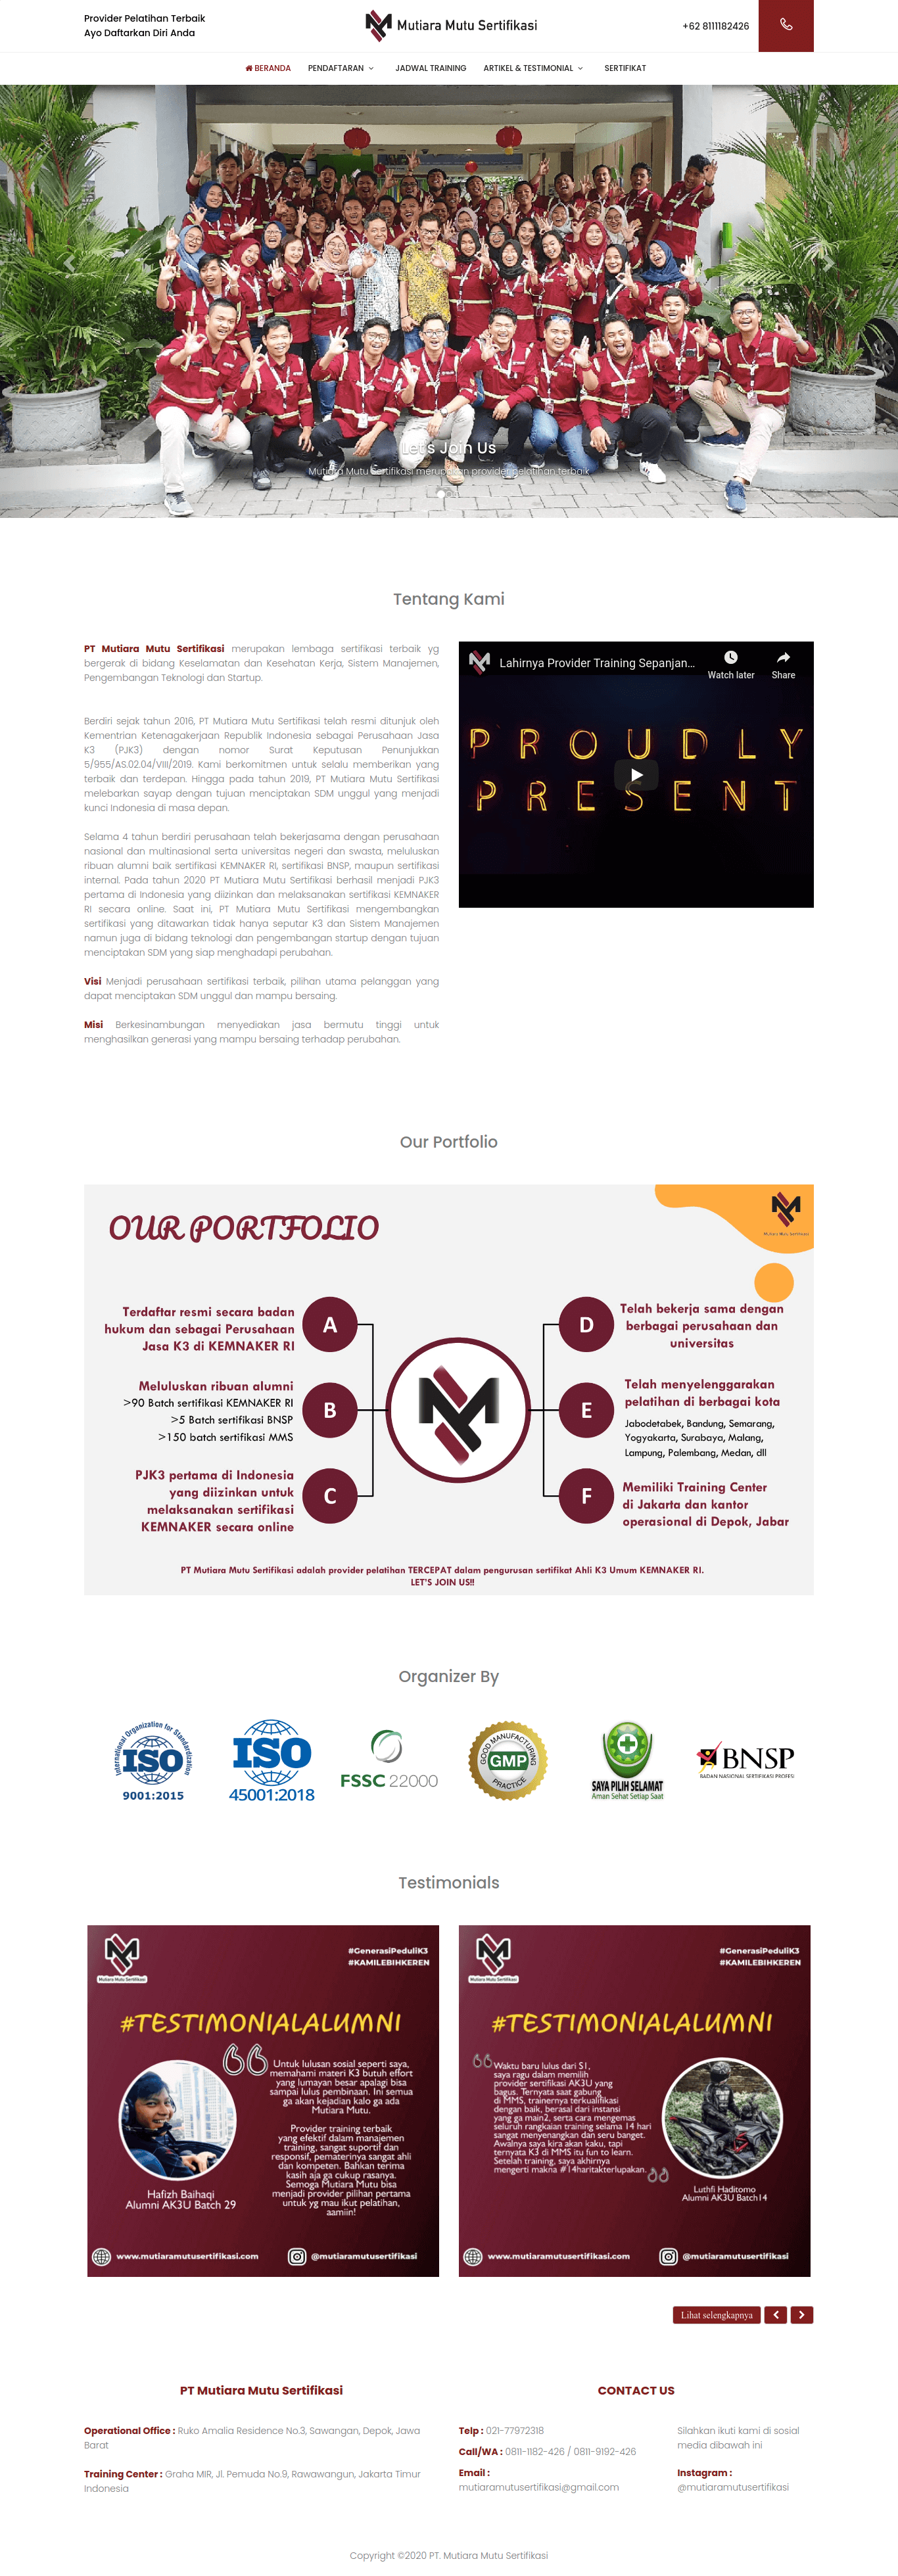 Provider Pelatihan Terbaik
Ayo Daftarkan Diri Anda
Mutiara Mutu Sertifikasi
+62 8111182426
BERANDA
PENDAFTARAN
JADWAL TRAINING
ARTIKEL & TESTIMONIAL
SERTIFIKAT
Let's Join Us
Mutiara Mutu Sertifikasi merupakan provider pelatihan terbaik
Tentang Kami
PT Mutiara Mutu Sertifikasi merupakan lembaga sertifikasi terbaik yg
bergerak di bidang Keselamatan dan Kesehatan Kerja, Sistem Manajemen,
Pengembangan Teknologi dan Startup.
Berdiri sejak tahun 2016, PT Mutiara Mutu Sertifikasi telah resmi ditunjuk oleh
Kementrian Ketenagakerjaan Republik Indonesia sebagai Perusahaan Jasa
K3 (PJK3) dengan nomor Surat Keputusan Penunjukkan
5/955/AS.02.04/VIII/2019. Kami berkomitmen untuk selalu memberikan yang
terbaik dan terdepan. Hingga pada tahun 2019, PT Mutiara Mutu Sertifikasi
melebarkan sayap dengan tujuan menciptakan SDM unggul yang menjadi
kunci Indonesia di masa depan.
Selama 4 tahun berdiri perusahaan telah bekerjasama dengan perusahaan
nasional dan multinasional serta universitas negeri dan swasta, meluluskan
ribuan alumni baik sertifikasi KEMNAKER RI, sertifikasi BNSP, maupun sertifikasi
internal. Pada tahun 2020 PT Mutiara Mutu Sertifikasi berhasil menjadi PJK3
pertama di Indonesia yang diizinkan dan melaksanakan sertifikasi KEMNAKER
RI secara online. Saat ini, PT Mutiara Mutu Sertifikasi mengembangkan
sertifikasi yang ditawarkan tidak hanya seputar K3 dan Sistem Manajemen
namun juga di bidang teknologi dan pengembangan startup dengan tujuan
menciptakan SDM yang siap menghadapi perubahan.
Visi Menjadi perusahaan sertifikasi terbaik, pilihan utama pelanggan yang
dapat menciptakan SDM unggul dan mampu bersaing.
Misi Berkesinambungan menyediakan jasa bermutu tinggi untuk
menghasilkan generasi yang mampu bersaing terhadap perubahan.
Lahirnya Provider Training Sepanjan...
Watch later
Share
PROUDLY
PRESENT
Our Portfolio
OUR PORTFOLIO
Mutiara Mutu Sertifikasi
Terdaftar resmi secara badan
hukum dan sebagai Perusahaan
Jasa K3 di KEMNAKER RI
A
Meluluskan ribuan alumni
>90 Batch sertifikasi KEMNAKER RI
>5 Batch sertifikasi BNSP
>150 batch sertifikasi MMS
B
PJK3 pertama di Indonesia
yang diizinkan untuk
melaksanakan sertifikasi
KEMNAKER secara online
C
D
Telah bekerja sama dengan
berbagai perusahaan dan
universitas
E
Telah menyelenggarakan
pelatihan di berbagai kota
Jabodetabek, Bandung, Semarang,
Yogyakarta, Surabaya, Malang,
Lampung, Palembang, Medan, dll
F
Memiliki Training Center
di Jakarta dan kantor
operasional di Depok, Jabar
PT Mutiara Mutu Sertifikasi adalah provider pelatihan TERCEPAT dalam pengurusan sertifikat Ahli K3 Umum KEMNAKER RI.
LET'S JOIN US!!
Organizer By
International Organization for Standardization
ISO
9001:2015
ISO
45001:2018
FSSC 22000
GOOD MANUFACTURING
GMP
PRACTICE
SAYA PILIH SELAMAT
Aman Sehat Setiap Saat
BNSP
BADAN NASIONAL SERTIFIKASI PROFESI
Testimonials
Mutiara Mutu Sertifikasi
#GenerasiPeduliK3
#KAMILEBIHKEREN
#TESTIMONIALALUMNI
Untuk lulusan sosial seperti saya,
memahami materi K3 butuh effort
yang lumayan besar apalagi bisa
sampai lulus pembinaan. Ini semua
ga akan kejadian kalo ga ada
Mutiara Mutu.
Provider training terbaik
yang efektif dalam manajemen
training, sangat suportif dan
responsif, pematerinya sangat ahli
dan kompeten. Bahkan terima
kasih aja ga cukup rasanya.
Semoga Mutiara Mutu bisa
menjadi provider pilihan pertama
untuk yg mau ikut pelatihan,
aamiin!
Hafizh Baihaqi
Alumni AK3U Batch 29
www.mutiaramutusertifikasi.com
@mutiaramutusertifikasi
Mutiara Mutu Sertifikasi
#GenerasiPeduliK3
#KAMILEBIHKEREN
#TESTIMONIALALUMNI
Waktu baru lulus dari S1,
saya ragu dalam memilih
provider sertifikasi AK3U yang
bagus. Ternyata saat gabung
di MMS, trainernya terkualifikasi
dengan baik, berasal dari instansi
yang ga main2, serta cara mengemas
seluruh rangkaian training selama 14 hari
sangat menyenangkan dan seru banget.
Awalnya saya kira akan kaku, tapi
ternyata K3 di MMS itu fun to learn.
Setelah training, saya akhirnya
mengerti makna #14haritakterlupakan.
Luthfi Haditomo
Alumni AK3U Batch14
www.mutiaramutusertifikasi.com
@mutiaramutusertifikasi
Lihat selengkapnya
PT Mutiara Mutu Sertifikasi
Operational Office : Ruko Amalia Residence No.3, Sawangan, Depok, Jawa
Barat
Training Center : Graha MIR, Jl. Pemuda No.9, Rawawangun, Jakarta Timur
Indonesia
CONTACT US
Telp : 021-77972318
Call/WA : 0811-1182-426 / 0811-9192-426
Email :
mutiaramutusertifikasi@gmail.com
Silahkan ikuti kami di sosial
media dibawah ini
Instagram :
@mutiaramutusertifikasi
Copyright ©2020 PT. Mutiara Mutu Sertifikasi